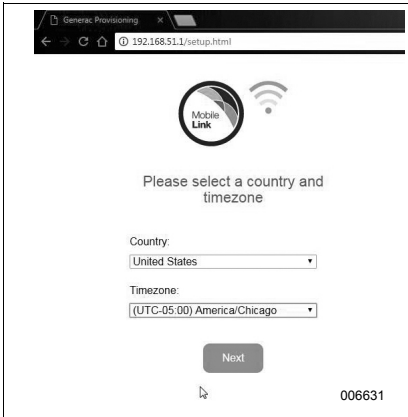 Generac Provisioning
192.168.51.1/setup.html
Mobile
Link
Please select a country and
timezone
Country:
United States
Timezone:
(UTC-05:00) America/Chicago
Next
006631